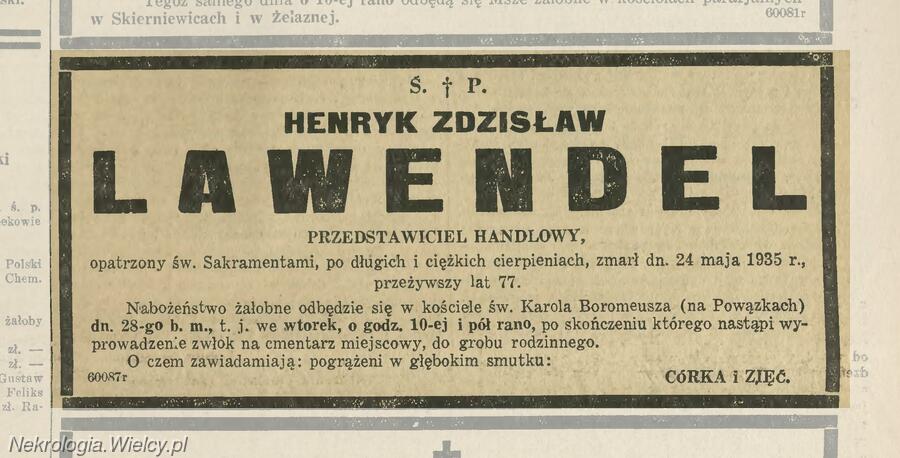 Tegoż samego dnia o 10-ej rano odbędą się Msze żałobne w kościołach parafjalnych
w Skierniewicach i w Żelaznej.
60081r
Ś. † P.
HENRYK ZDZISŁAW
LAWENDEL
PRZEDSTAWICIEL HANDLOWY,
opatrzony św. Sakramentami, po długich i ciężkich cierpieniach, zmarł dn. 24 maja 1935 r.,
przeżywszy lat 77.
Nabożeństwo żałobne odbędzie się w kościele św. Karola Boromeusza (na Powązkach)
dn. 28-go b. m., t. j. we wtorek, o godz. 10-ej i pół rano, po skończeniu którego nastąpi wy-
prowadzenie zwłok na cmentarz miejscowy, do grobu rodzinnego.
O czem zawiadamiają: pogrążeni w głębokim smutku:
60087r
CÓRKA i ZIĘĆ.
ś. p.
Polski
Chem.
żałoby
zł. —
zł. —
Gustaw
Feliks
zł. Ra-
Nekrologia.Wielcy.pl